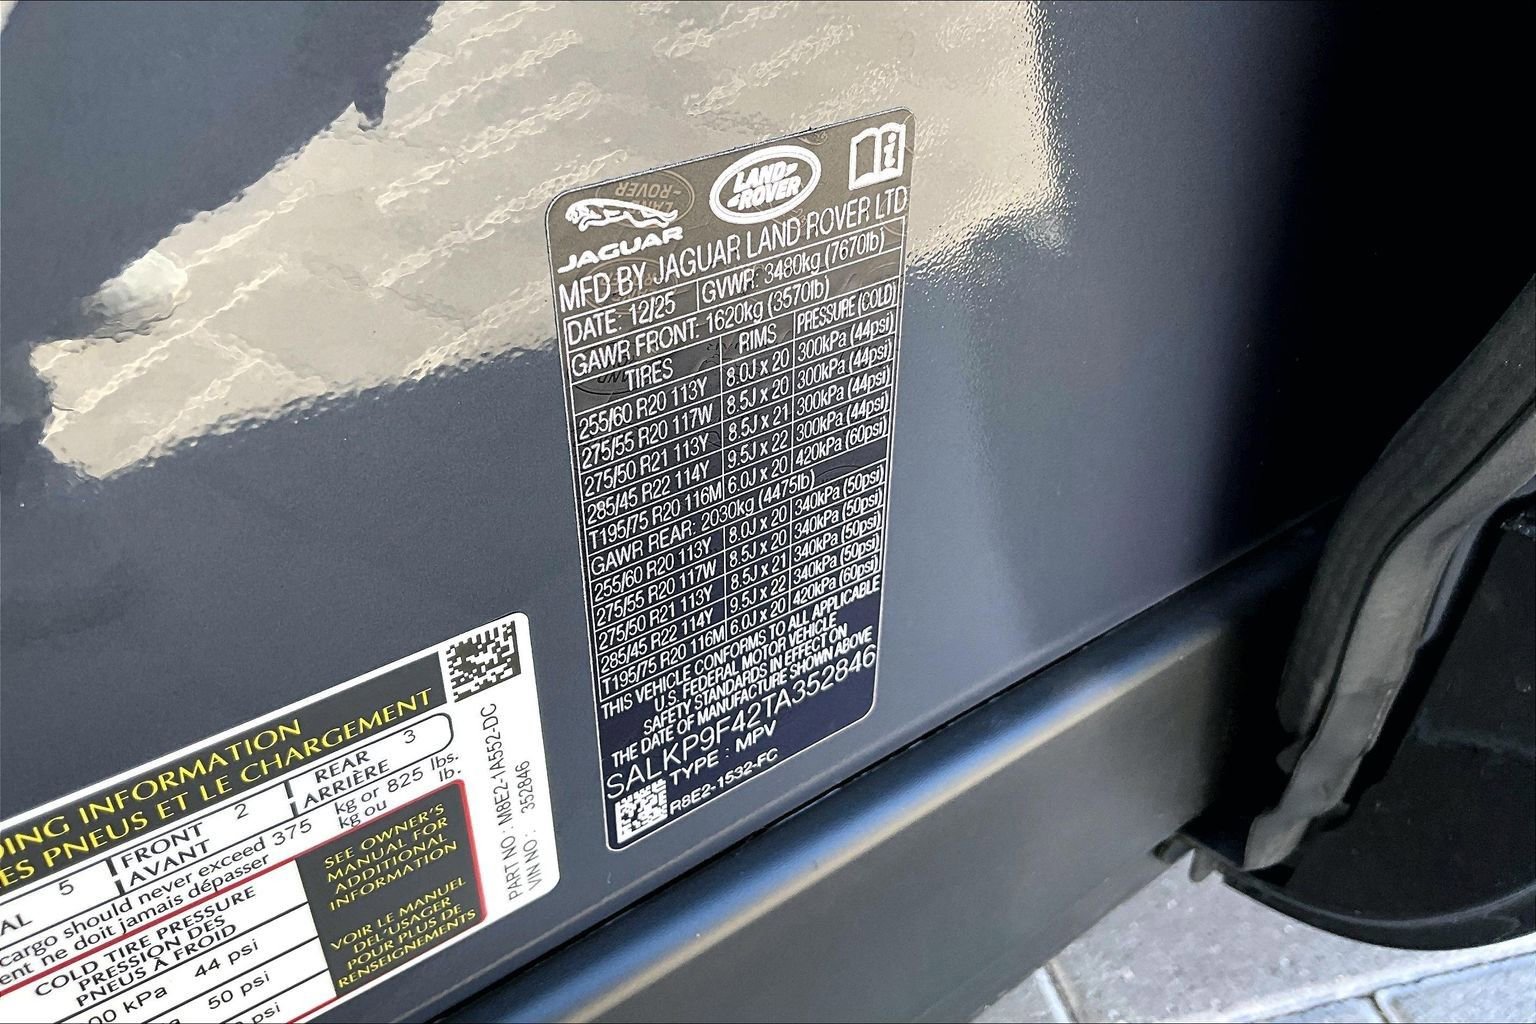 JAGUAR
LAND-
-ROVER
MFD BY JAGUAR LAND ROVER LTD
DATE: 12/25 GVWR: 3480kg (7670lb)
GAWR FRONT: 1620kg (3570lb)
TIRES RIMS PRESSURE (COLD)
255/60 R20 113Y 8.0J x 20 300kPa (44psi)
275/55 R20 117W 8.5J x 20 300kPa (44psi)
275/50 R21 113Y 8.5J x 21 300kPa (44psi)
285/45 R22 114Y 9.5J x 22 300kPa (44psi)
T195/75 R20 116M 6.0J x 20 420kPa (60psi)
GAWR REAR: 2030kg (4475lb)
255/60 R20 113Y 8.0J x 20 340kPa (50psi)
275/55 R20 117W 8.5J x 20 340kPa (50psi)
275/50 R21 113Y 8.5J x 21 340kPa (50psi)
285/45 R22 114Y 9.5J x 22 340kPa (50psi)
T195/75 R20 116M 6.0J x 20 420kPa (60psi)
THIS VEHICLE CONFORMS TO ALL APPLICABLE
U.S. FEDERAL MOTOR VEHICLE
SAFETY STANDARDS IN EFFECT ON
THE DATE OF MANUFACTURE SHOWN ABOVE
SALKP9F42TA352846
TYPE : MPV
R8E2-1532-FC
DING INFORMATION
ES PNEUS ET LE CHARGEMENT
AL 5 FRONT 2 REAR 3
AVANT ARRIÈRE
cargo should never exceed 375 kg or 825 lbs.
ent ne doit jamais dépasser kg ou lb.
COLD TIRE PRESSURE
PRESSION DES
PNEUS À FROID
00 kPa 44 psi
a 50 psi
psi
SEE OWNER'S
MANUAL FOR
ADDITIONAL
INFORMATION
VOIR LE MANUEL
DEL'USAGER
POUR PLUS DE
RENSEIGNEMENTS
PART NO : M8E2-1A552-DC
VIN NO : 352846